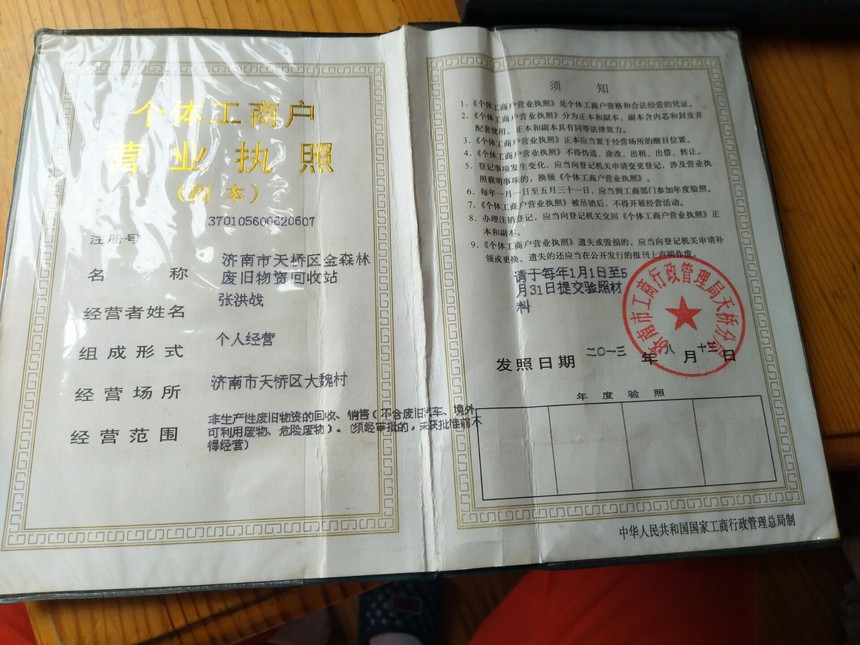 个体工商户
营业执照
（副本）
370105600620607
注册号
名称
济南市天桥区金森林
废旧物资回收站
经营者姓名
张洪战
组成形式
个人经营
经营场所
济南市天桥区大魏村
经营范围
非生产性废旧物资的回收、销售（不含废旧汽车、境外
可利用废物、危险废物）。（须经审批的，未获批准前不
得经营）
须知
1.《个体工商户营业执照》是个体工商户资格和合法经营的凭证。
2.《个体工商户营业执照》分为正本和副本，副本含内芯和封皮并
配套使用。正本和副本具有同等法律效力。
3.《个体工商户营业执照》正本应当置于经营场所的醒目位置。
4.《个体工商户营业执照》不得伪造、涂改、出租、出借、转让。
5.登记事项发生变化，应当向登记机关申请变更登记，涉及营业执
照载明事项的，换领《个体工商户营业执照》。
6.每年一月一日至五月三十一日，应当到工商部门参加年度验照。
7.《个体工商户营业执照》被吊销后，不得开展经营活动。
8.办理注销登记，应当向登记机关交回《个体工商户营业执照》正
本和副本。
9.《个体工商户营业执照》遗失或毁损的，应当向登记机关申请补
领或更换。遗失的还应当在公开发行的报刊上声明作废。
请于每年1月1日至5
月31日提交验照材
料
济南市工商行政管理局天桥分局
发照日期 二〇一三 年 八 月 十三 日
年度验照
中华人民共和国国家工商行政管理总局制